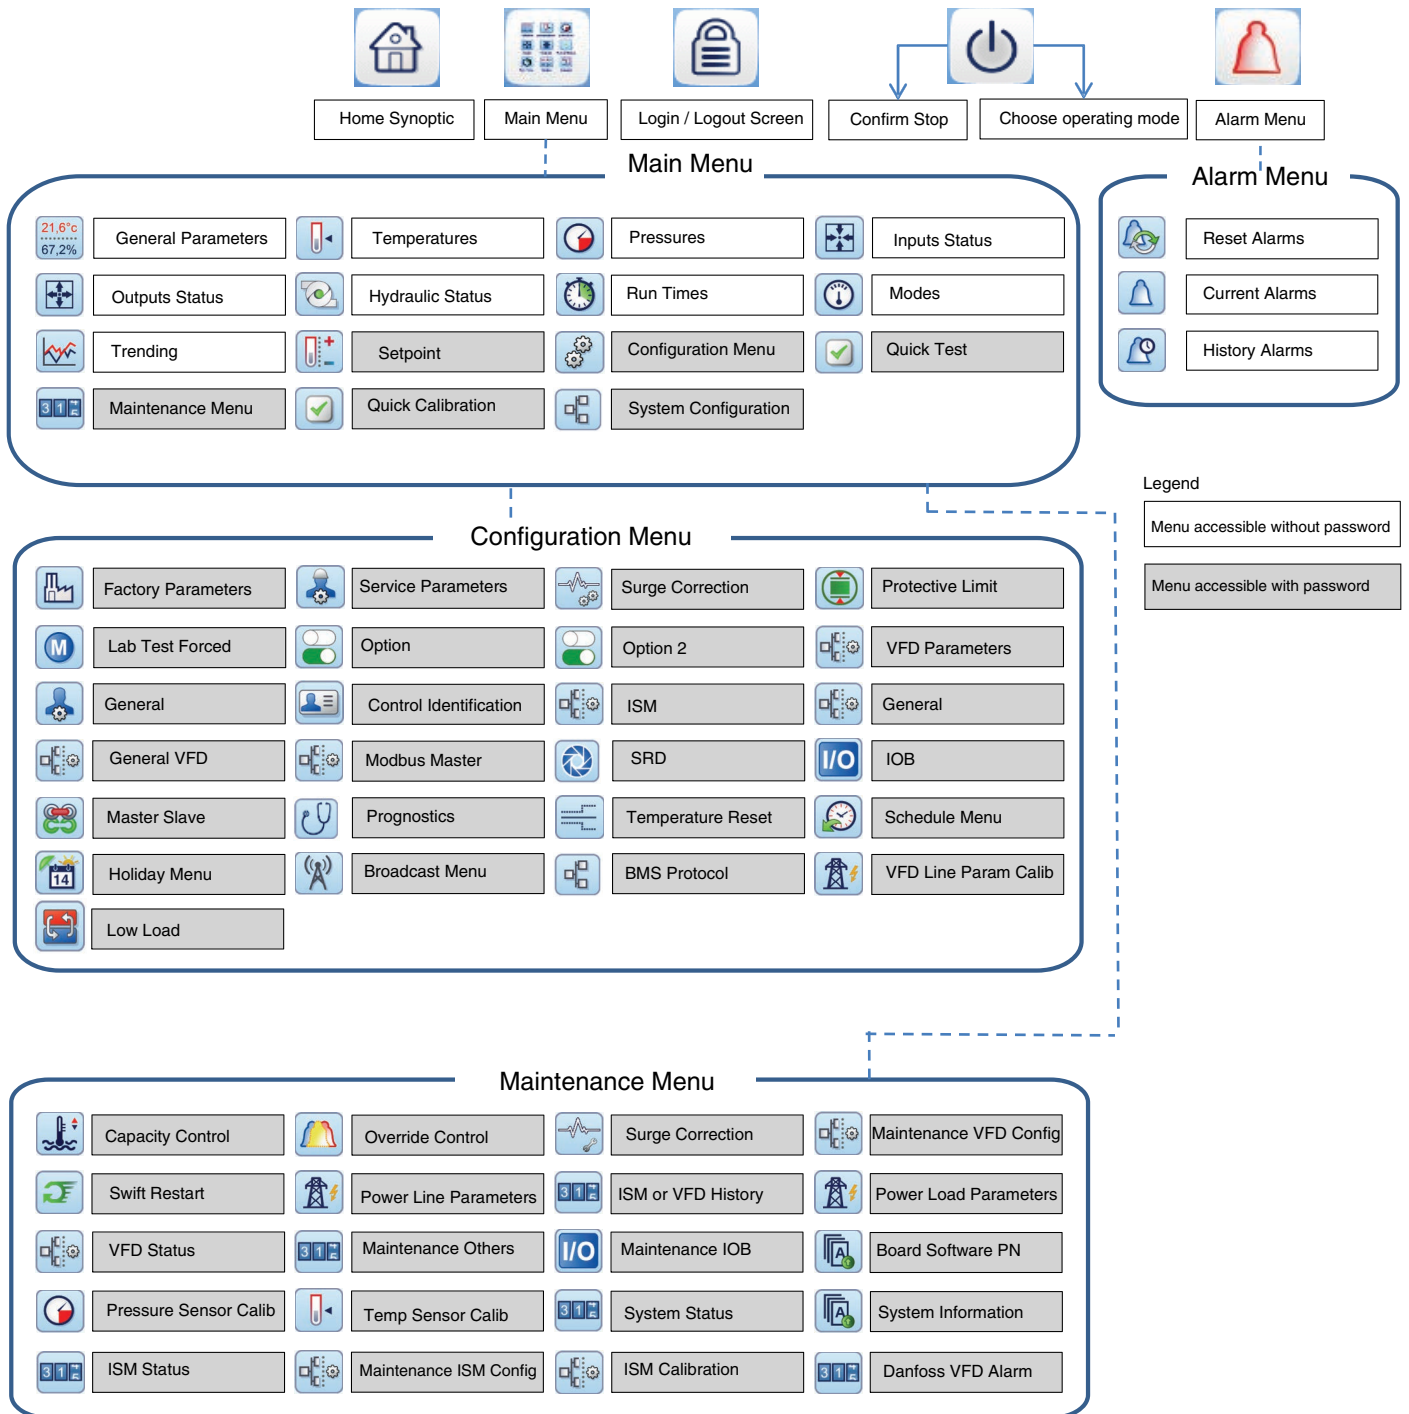 Home Synoptic
Main Menu
Login / Logout Screen
Confirm Stop
Choose operating mode
Alarm Menu
Main Menu
21,6°c
67,2%
General Parameters
Temperatures
Pressures
Inputs Status
Outputs Status
Hydraulic Status
Run Times
Modes
Trending
Setpoint
Configuration Menu
Quick Test
Maintenance Menu
Quick Calibration
System Configuration
Alarm Menu
Reset Alarms
Current Alarms
History Alarms
Legend
Menu accessible without password
Menu accessible with password
Configuration Menu
Factory Parameters
Service Parameters
Surge Correction
Protective Limit
M
Lab Test Forced
Option
Option 2
VFD Parameters
General
Control Identification
ISM
General
General VFD
Modbus Master
SRD
I/O
IOB
Master Slave
Prognostics
Temperature Reset
Schedule Menu
14
Holiday Menu
Broadcast Menu
BMS Protocol
VFD Line Param Calib
Low Load
Maintenance Menu
Capacity Control
Override Control
Surge Correction
Maintenance VFD Config
Swift Restart
Power Line Parameters
ISM or VFD History
Power Load Parameters
VFD Status
Maintenance Others
I/O
Maintenance IOB
A
Board Software PN
Pressure Sensor Calib
Temp Sensor Calib
System Status
A
System Information
ISM Status
Maintenance ISM Config
ISM Calibration
Danfoss VFD Alarm